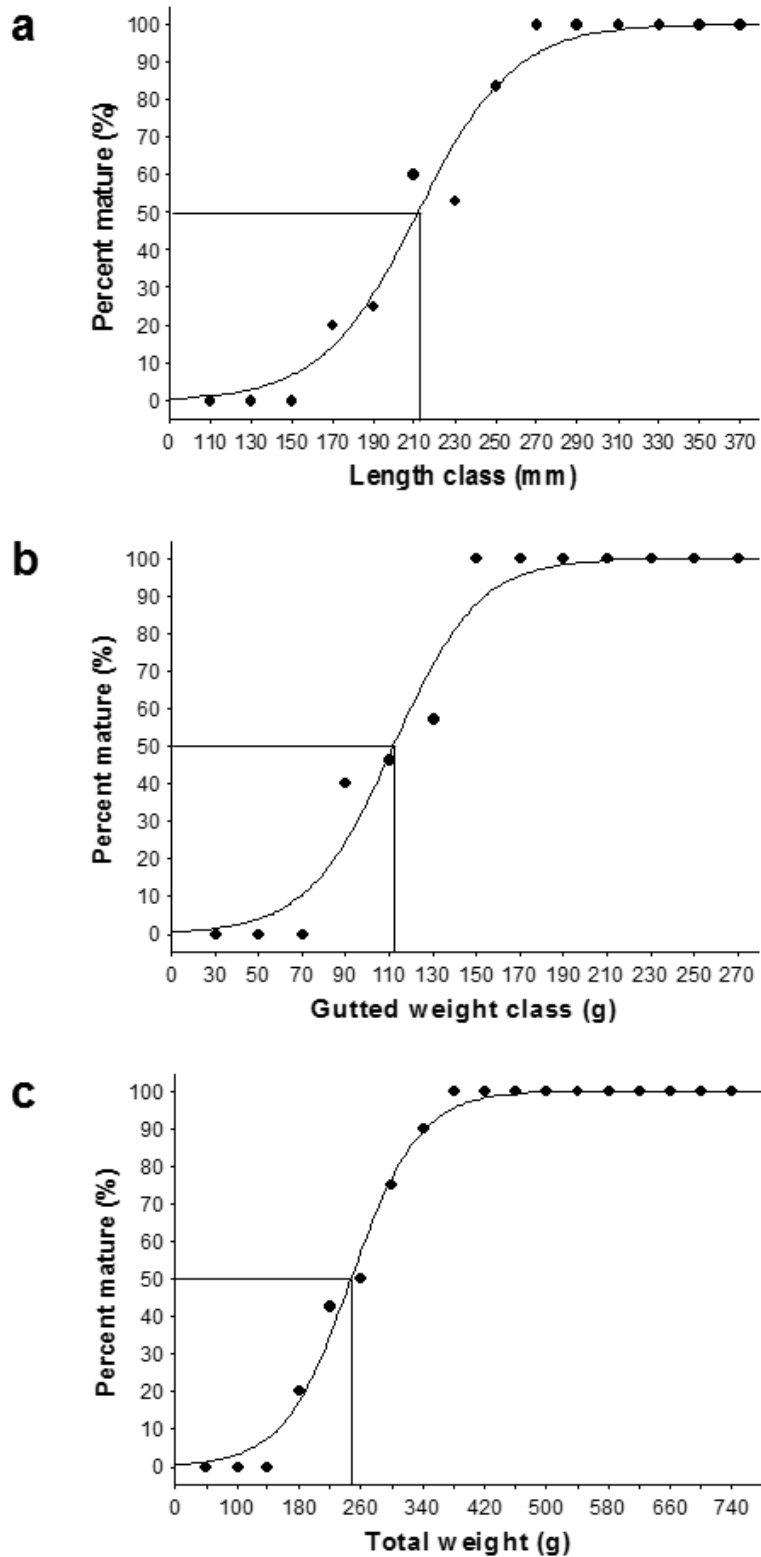 a
100
90
80
70
60
50
40
30
20
10
0
Percent mature (%)
0 110 130 150 170 190 210 230 250 270 290 310 330 350 370
Length class (mm)
b
100
90
80
70
60
50
40
30
20
10
0
Percent mature (%)
0 30 50 70 90 110 130 150 170 190 210 230 250 270
Gutted weight class (g)
c
100
90
80
70
60
50
40
30
20
10
0
Percent mature (%)
0 100 180 260 340 420 500 580 660 740
Total weight (g)